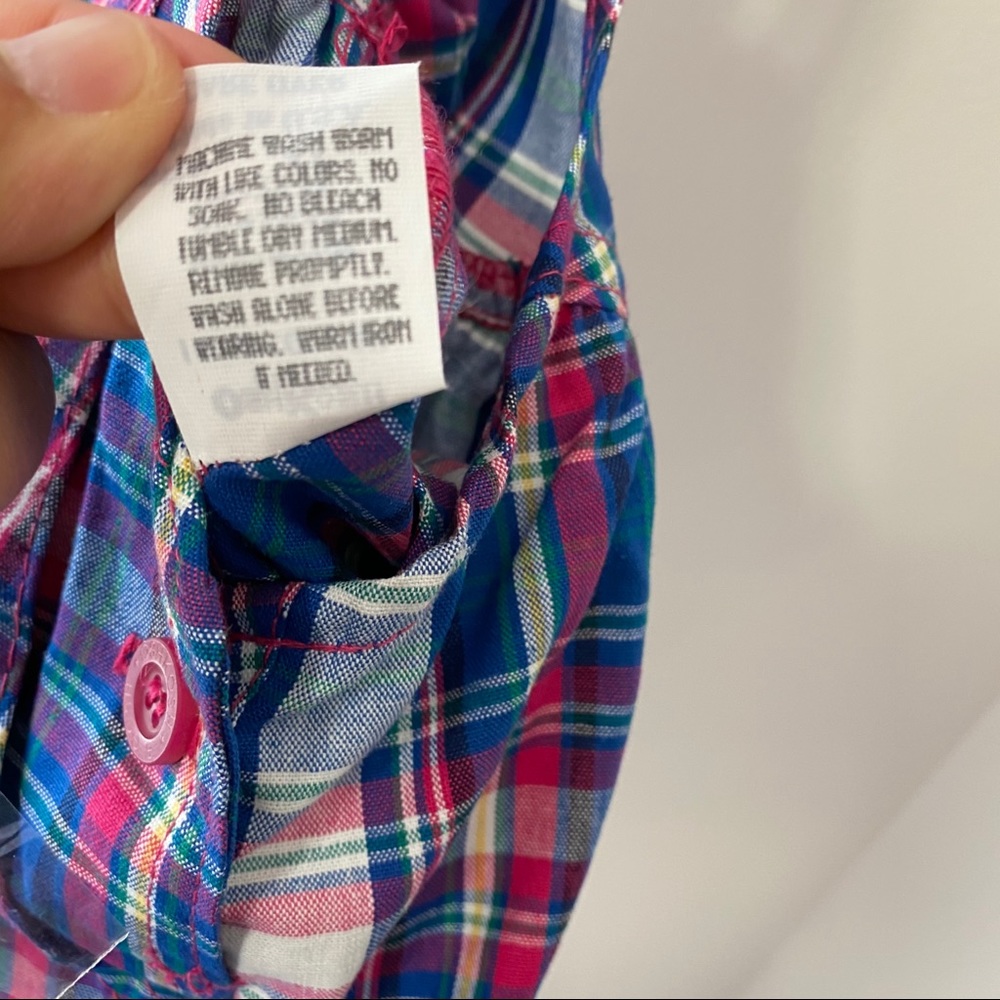 MACHINE WASH WARM
WITH LIKE COLORS. NO
SOAK. NO BLEACH
TUMBLE DRY MEDIUM.
REMOVE PROMPTLY.
WASH ALONE BEFORE
WEARING. WARM IRON
IF NEEDED.